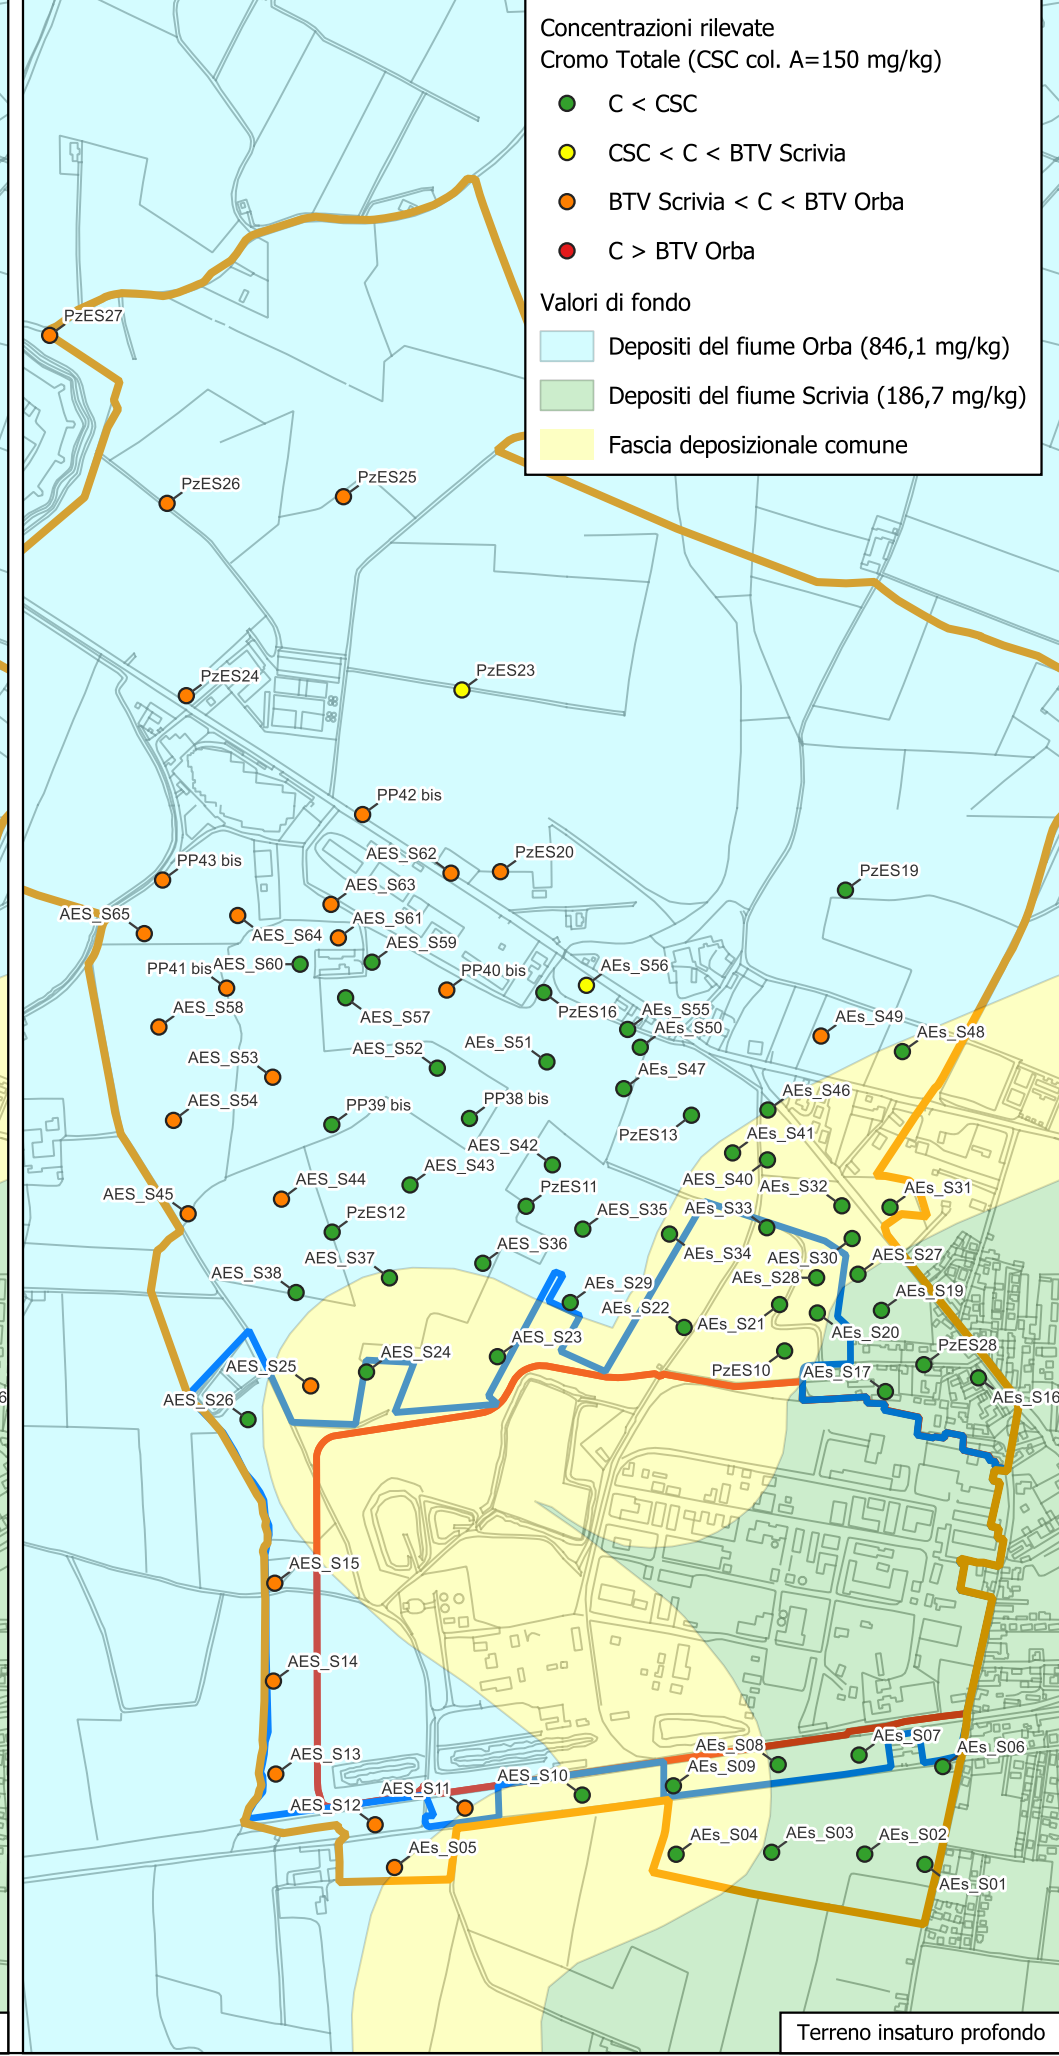 Concentrazioni rilevate
Cromo Totale (CSC col. A=150 mg/kg)
C < CSC
CSC < C < BTV Scrivia
BTV Scrivia < C < BTV Orba
C > BTV Orba
Valori di fondo
Depositi del fiume Orba (846,1 mg/kg)
Depositi del fiume Scrivia (186,7 mg/kg)
Fascia deposizionale comune
PzES27
PzES26
PzES25
PzES24
PzES23
PP42 bis
AES_S62
PzES20
PP43 bis
PzES19
AES_S63
AES_S65
AES_S61
AES_S64
AES_S59
PP41 bis
AES_S60
PP40 bis
AEs_S56
AES_S58
AES_S57
PzES16
AEs_S55
AEs_S50
AEs_S49
AEs_S48
AES_S53
AES_S52
AEs_S51
AEs_S47
AES_S54
PP39 bis
PP38 bis
AEs_S46
PzES13
AEs_S41
AES_S42
AES_S43
AES_S40
AES_S45
AES_S44
PzES11
AEs_S32
AEs_S31
PzES12
AES_S35
AEs_S33
AEs_S34
AES_S37
AES_S36
AES_S30
AEs_S27
AES_S38
AEs_S28
AEs_S29
AEs_S19
AEs_S22
AEs_S21
AES_S20
AES_S23
AES_S24
PzES28
AES_S25
PzES10
AEs_S17
AEs_S16
AES_S26
6
AES_S15
AES_S14
AES_S13
AEs_S08
AEs_S07
AEs_S06
AES_S11
AES_S10
AEs_S09
AES_S12
AEs_S05
AEs_S04
AEs_S03
AEs_S02
AEs_S01
Terreno insaturo profondo